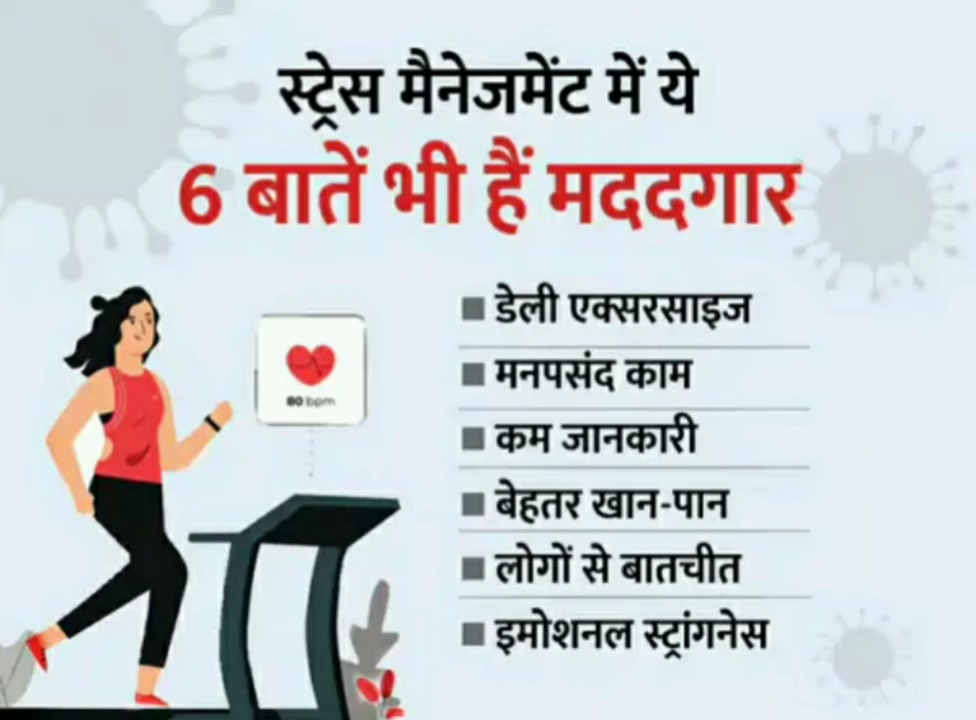 स्ट्रेस मैनेजमेंट में ये
6 बातें भी हैं मददगार
डेली एक्सरसाइज
80 bpm
मनपसंद काम
कम जानकारी
बेहतर खान-पान
लोगों से बातचीत
इमोशनल स्ट्रांगनेस